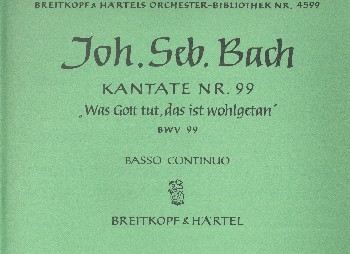 BREITKOPF & HÄRTELS ORCHESTER-BIBLIOTHEK NR. 4599
Joh. Seb. Bach
KANTATE NR. 99
„Was Gott tut, das ist wohlgetan"
BWV 99
BASSO CONTINUO
BREITKOPF & HÄRTEL